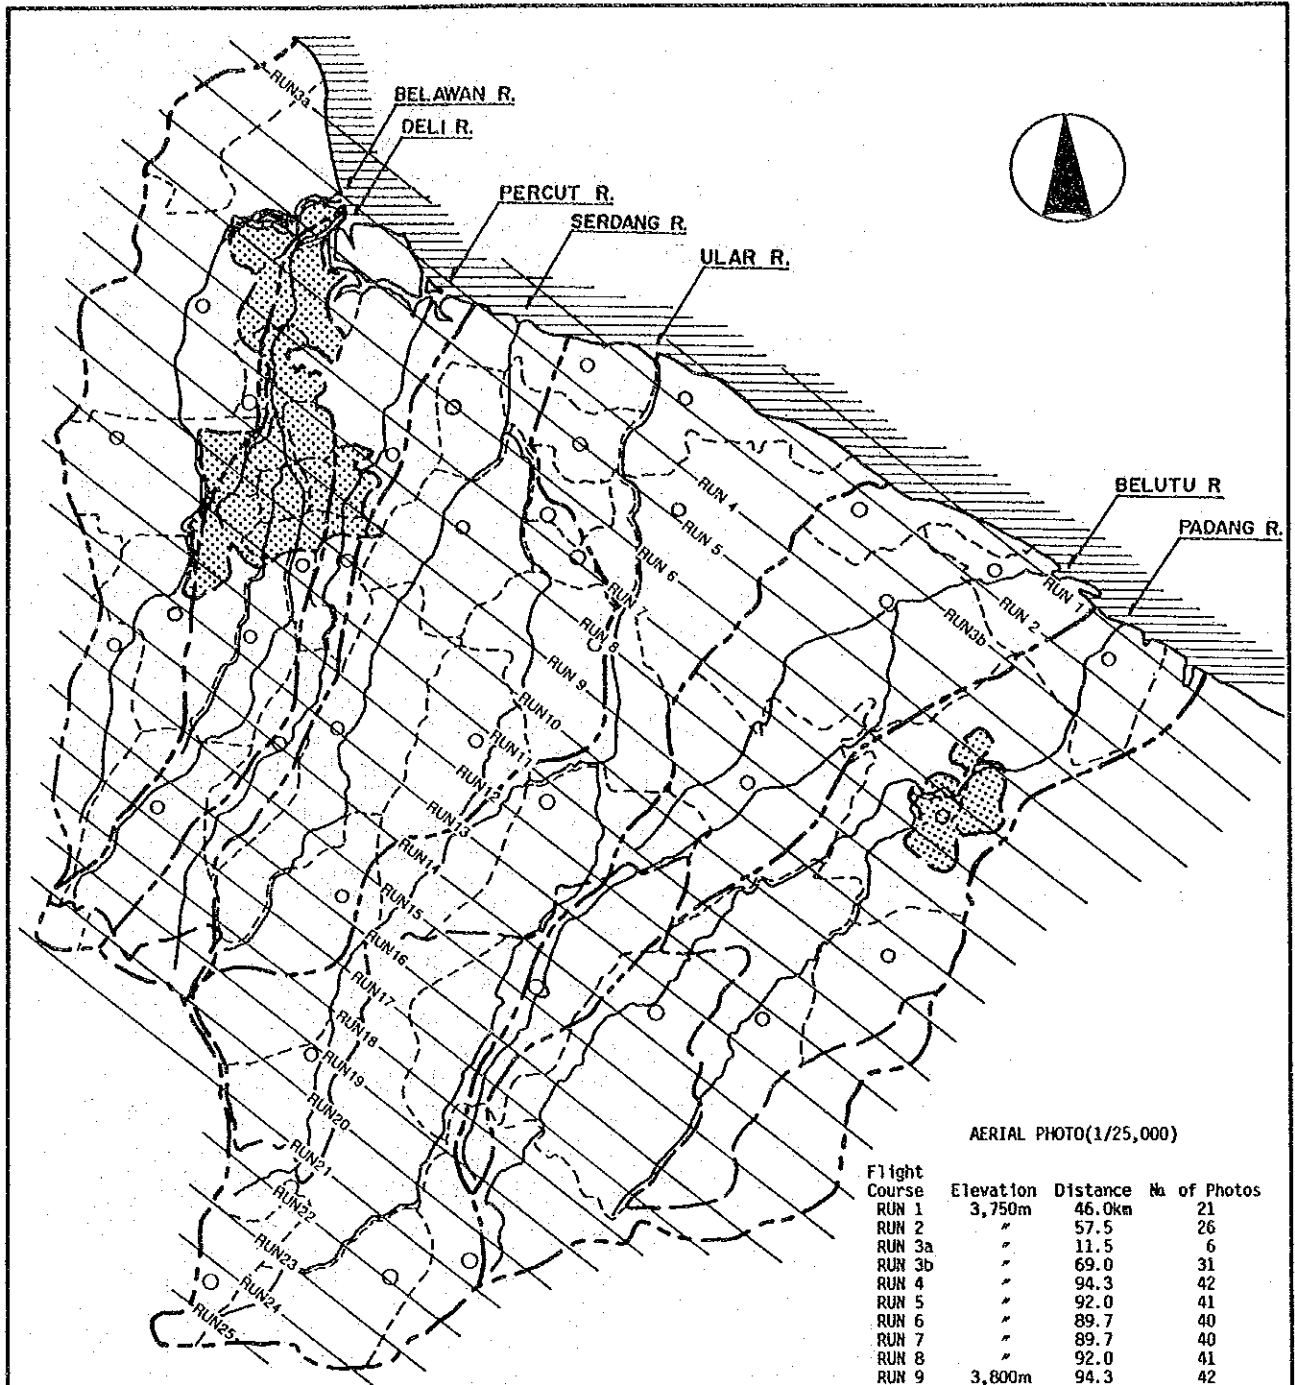 RUN3a
BELAWAN R.
DELI R.
PERCUT R.
SERDANG R.
ULAR R.
BELUTU R
PADANG R.
RUN 1
RUN 2
RUN3b
RUN 4
RUN 5
RUN 6
RUN 7
RUN 8
RUN 9
RUN10
RUN11
RUN12
RUN13
RUN14
RUN15
RUN16
RUN17
RUN18
RUN19
RUN20
RUN21
RUN22
RUN23
RUN24
RUN25
AERIAL PHOTO(1/25,000)
Flight
Course Elevation Distance № of Photos
RUN 1 3,750m 46.0km 21
RUN 2 〃 57.5 26
RUN 3a 〃 11.5 6
RUN 3b 〃 69.0 31
RUN 4 〃 94.3 42
RUN 5 〃 92.0 41
RUN 6 〃 89.7 40
RUN 7 〃 89.7 40
RUN 8 〃 92.0 41
RUN 9 3,800m 94.3 42